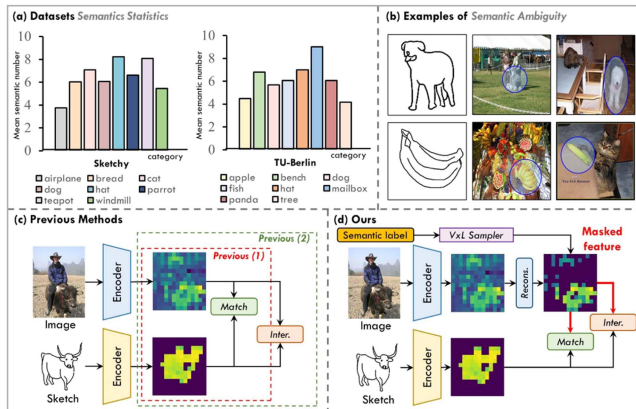 (a) Datasets Semantics Statistics
Mean semantic number
10
8
6
4
2
0
category
Sketchy
airplane bread cat
dog hat parrot
teapot windmill
Mean semantic number
10
8
6
4
2
0
category
TU-Berlin
apple bench dog
fish hat mailbox
panda tree
(b) Examples of Semantic Ambiguity
(c) Previous Methods
Previous (2)
Previous (1)
Encoder
Match
Inter.
Image
Encoder
Sketch
(d) Ours
Semantic label
VxL Sampler
Masked
feature
Encoder
Recons.
Inter.
Match
Image
Encoder
Sketch